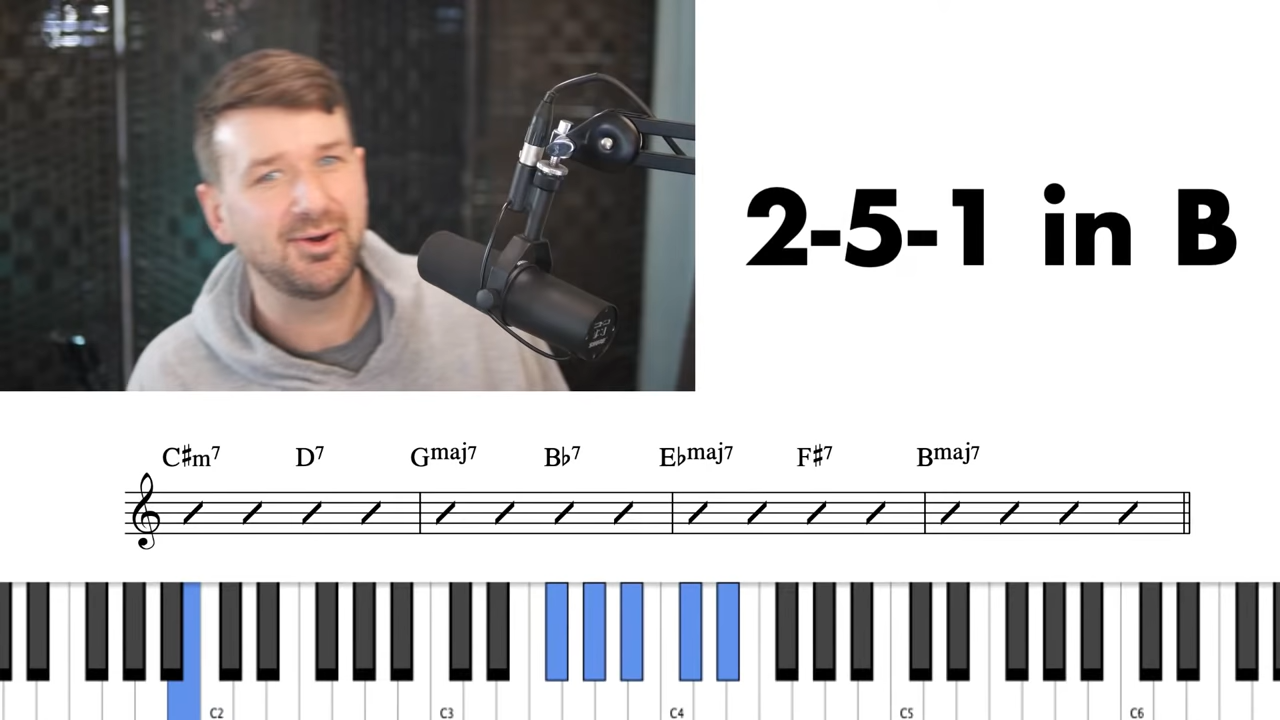 2-5-1 in B
C♯m7 D7 Gmaj7 B♭7 E♭maj7 F♯7 Bmaj7
C2 C3 C4 C5 C6